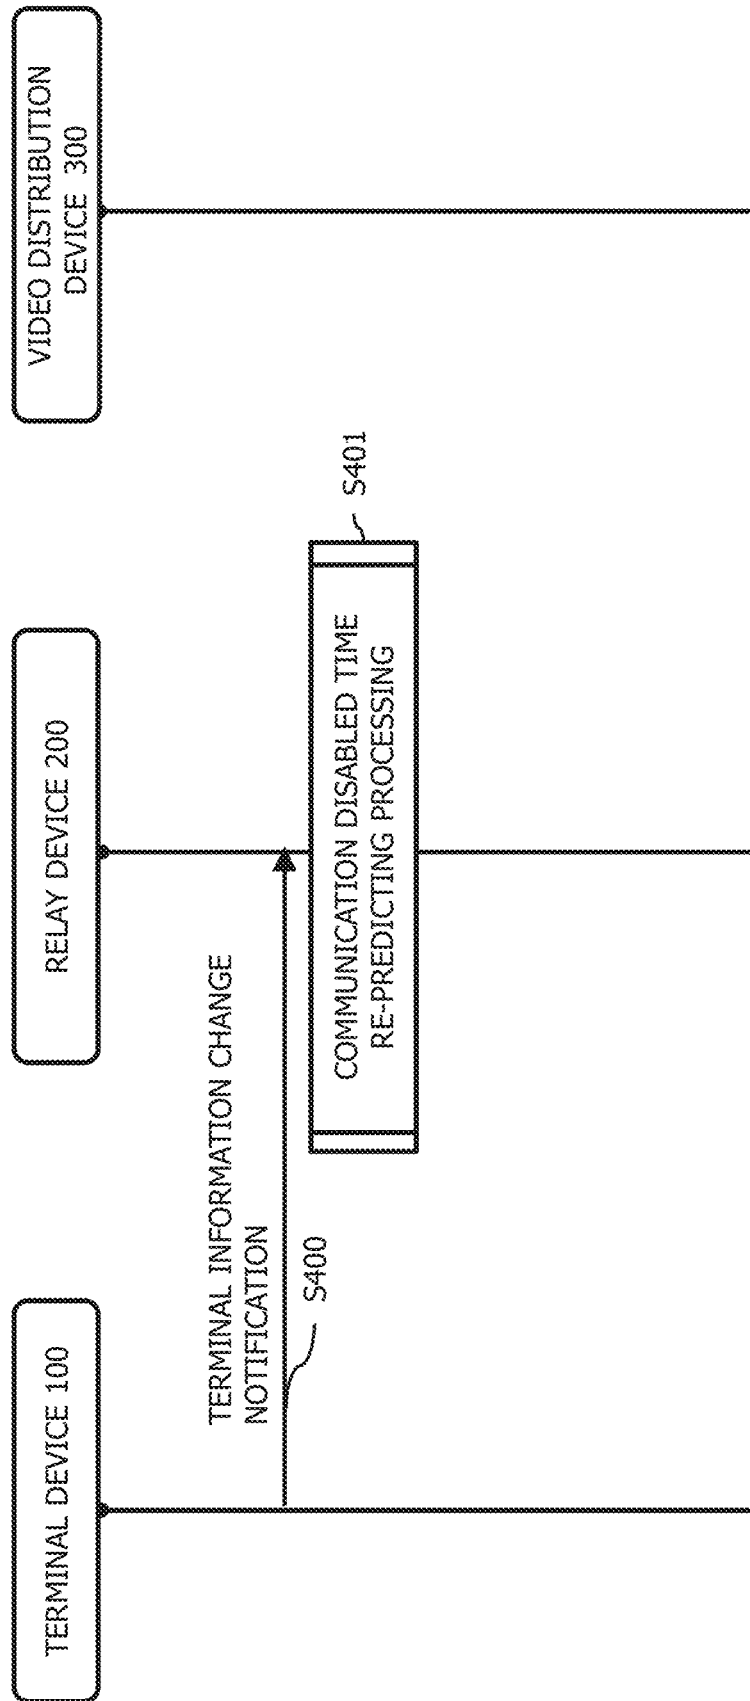 TERMINAL DEVICE 100
RELAY DEVICE 200
VIDEO DISTRIBUTION
DEVICE 300
TERMINAL INFORMATION CHANGE
NOTIFICATION
S400
COMMUNICATION DISABLED TIME
RE-PREDICTING PROCESSING
S401